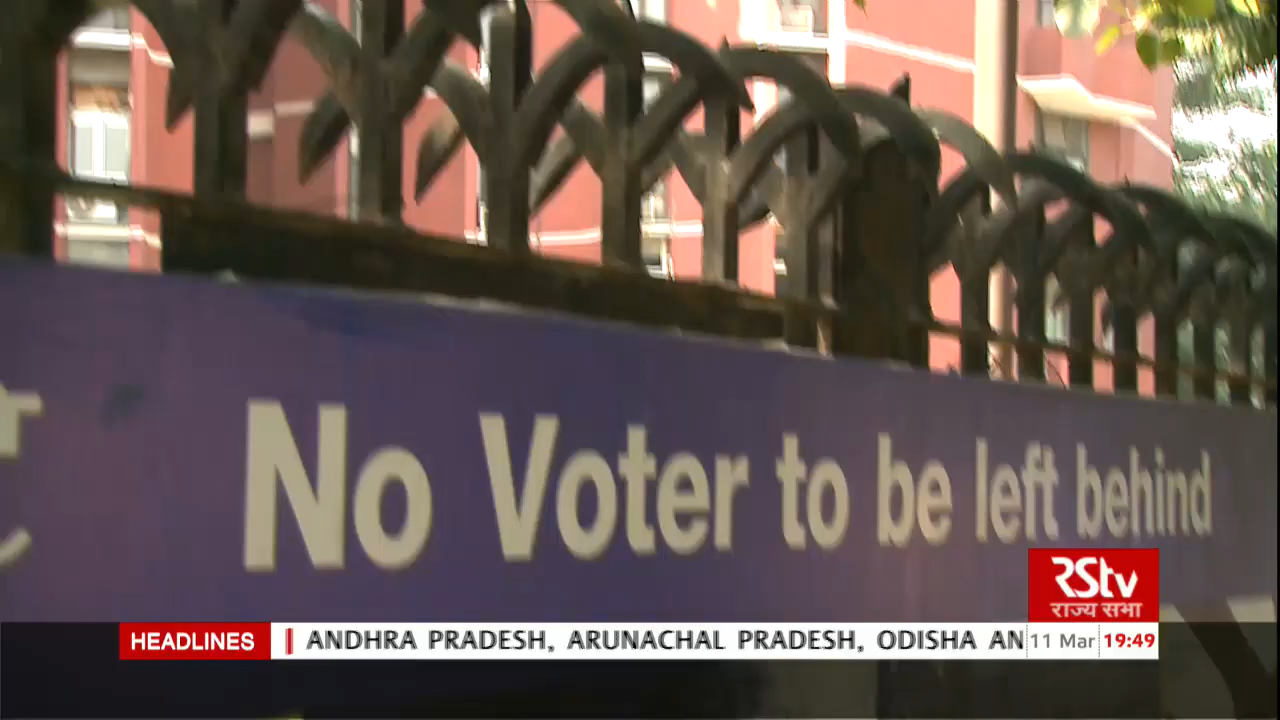 No Voter to be left behind
RStv
राज्य सभा
HEADLINES
ANDHRA PRADESH, ARUNACHAL PRADESH, ODISHA AN
11 Mar
19:49